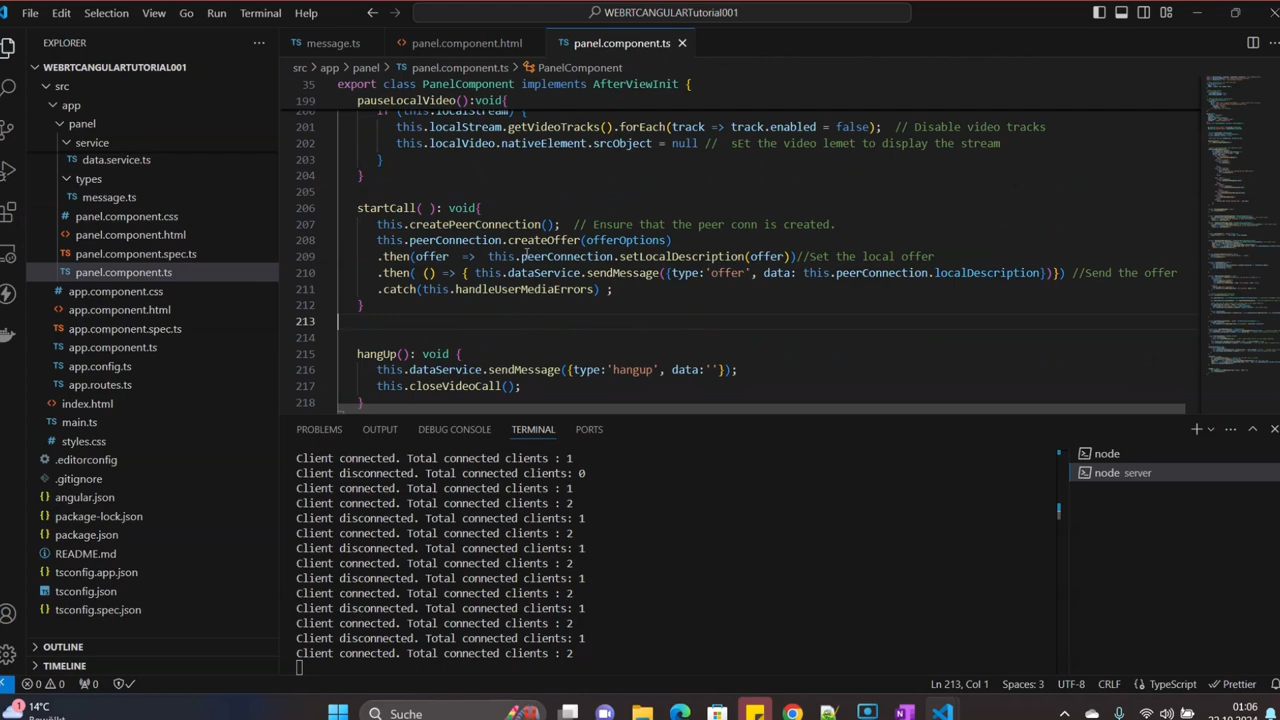 File Edit Selection View Go Run Terminal Help
WEBRTCANGULARTutorial001
EXPLORER
WEBRTCANGULARTUTORIAL001
src
app
panel
service
data.service.ts
types
message.ts
panel.component.css
panel.component.html
panel.component.spec.ts
panel.component.ts
app.component.css
app.component.html
app.component.spec.ts
app.component.ts
app.config.ts
app.routes.ts
index.html
main.ts
styles.css
.editorconfig
.gitignore
angular.json
package-lock.json
package.json
README.md
tsconfig.app.json
tsconfig.json
tsconfig.spec.json
OUTLINE
TIMELINE
message.ts panel.component.html panel.component.ts
src > app > panel > panel.component.ts > PanelComponent
35 export class PanelComponent implements AfterViewInit {
199 pauseLocalVideo():void{
200 if (this.localStream) {
201 VideoTracks().forEach(track => track.enabled = false); // Disable video tracks
202 this.localVideo.nativeElement.srcObject = null // sEt the video lemet to display the stream
203 }
204 }
205
206 startCall( ): void{
207 // Ensure that the peer conn is created.
208 this.peerConnection.createOffer(offerOptions)
209 .then(offer => this.peerConnection.setLocalDescription(offer))//Set the local offer
210 .then( () => { this.dataService.sendMessage({type:'offer', data: this.peerConnection.localDescription})}) //Send the offer
211 .catch(this.handleUserMediaErrors) ;
212 }
213
214
215 hangUp(): void {
216 this.dataService.sendMessage({type:'hangup', data:''});
217 this.closeVideoCall();
218 }
PROBLEMS OUTPUT DEBUG CONSOLE TERMINAL PORTS
Client connected. Total connected clients : 1
Client disconnected. Total connected clients: 0
Client connected. Total connected clients : 1
Client connected. Total connected clients : 2
Client disconnected. Total connected clients: 1
Client connected. Total connected clients : 2
Client disconnected. Total connected clients: 1
Client connected. Total connected clients : 2
Client disconnected. Total connected clients: 1
Client connected. Total connected clients : 2
Client disconnected. Total connected clients: 1
Client connected. Total connected clients : 2
Client disconnected. Total connected clients: 1
Client connected. Total connected clients : 2
node
node server
0 0 0 Ln 213, Col 1 Spaces: 3 UTF-8 CRLF {} TypeScript Prettier
14°C
Bewölkt
1
Suche
01:06
22.10.2024